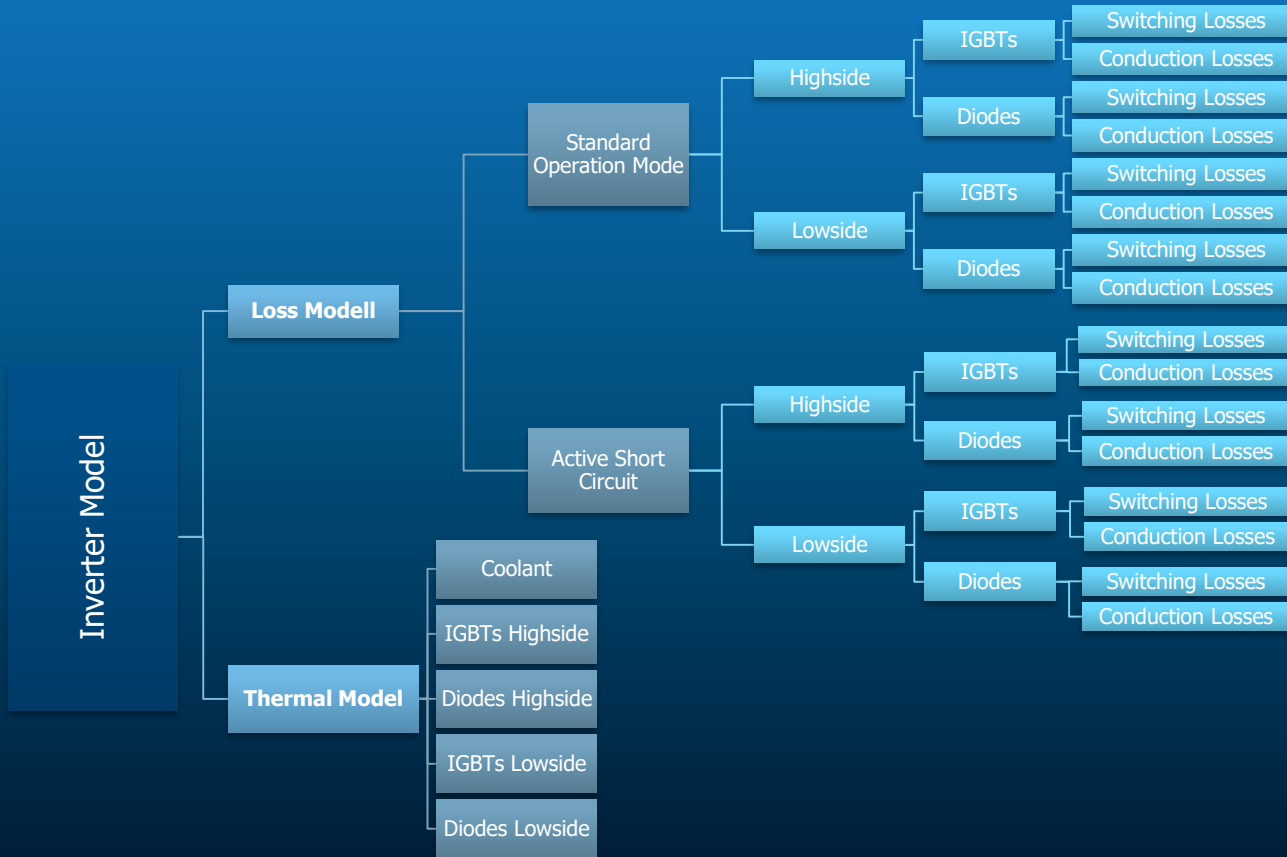 Inverter Model
Loss Modell
Standard
Operation Mode
Highside
IGBTs
Switching Losses
Conduction Losses
Diodes
Switching Losses
Conduction Losses
Lowside
IGBTs
Switching Losses
Conduction Losses
Diodes
Switching Losses
Conduction Losses
Active Short
Circuit
Highside
IGBTs
Switching Losses
Conduction Losses
Diodes
Switching Losses
Conduction Losses
Lowside
IGBTs
Switching Losses
Conduction Losses
Diodes
Switching Losses
Conduction Losses
Thermal Model
Coolant
IGBTs Highside
Diodes Highside
IGBTs Lowside
Diodes Lowside